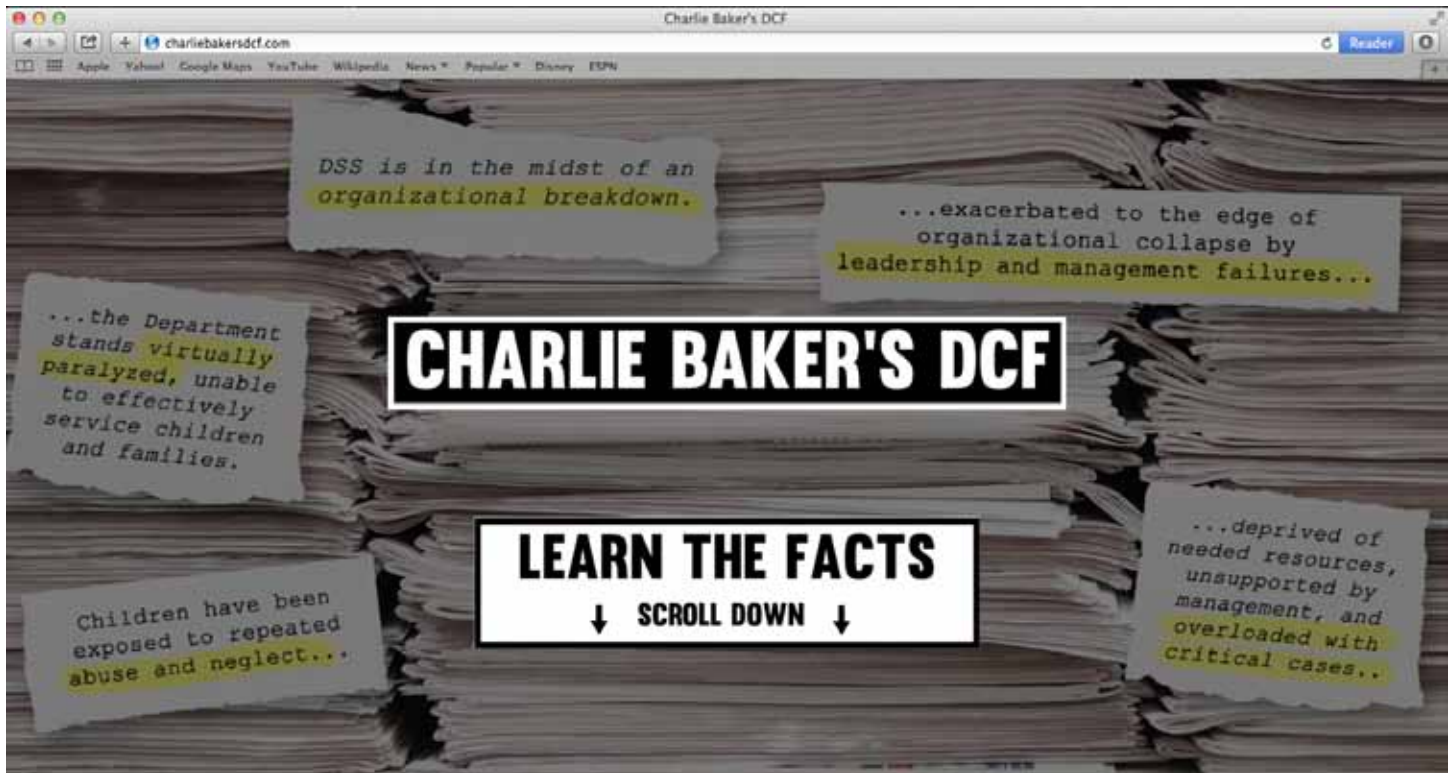 Charlie Baker's DCF
charliebakersdcf.com
Reader
Apple Yahoo! Google Maps YouTube Wikipedia News Popular Disney ESPN
DSS is in the midst of an
organizational breakdown.
...exacerbated to the edge of
organizational collapse by
leadership and management failures...
...the Department
stands virtually
paralyzed, unable
to effectively
service children
and families.
CHARLIE BAKER'S DCF
LEARN THE FACTS
↓ SCROLL DOWN ↓
...deprived of
needed resources,
unsupported by
management, and
overloaded with
critical cases..
Children have been
exposed to repeated
abuse and neglect...